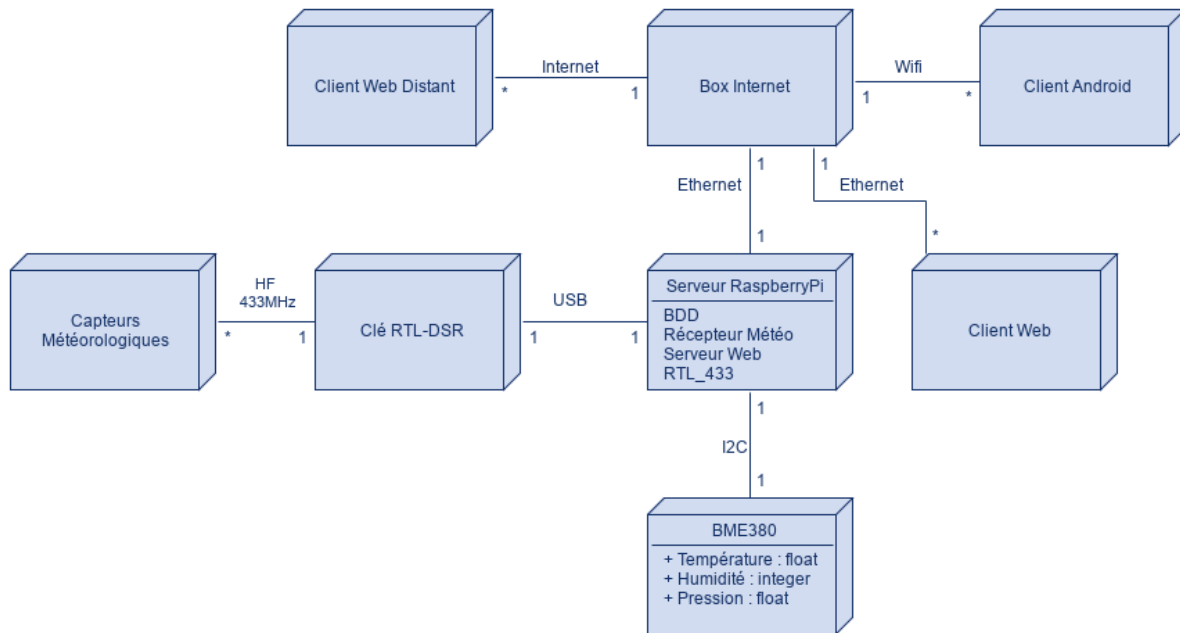 Client Web Distant
Internet
*
1
Box Internet
Wifi
1
*
Client Android
1
1
Ethernet
Ethernet
1
*
Capteurs
Météorologiques
HF
433MHz
*
1
Clé RTL-DSR
USB
1
1
Serveur RaspberryPi
BDD
Récepteur Météo
Serveur Web
RTL_433
Client Web
1
I2C
1
BME380
+ Température : float
+ Humidité : integer
+ Pression : float